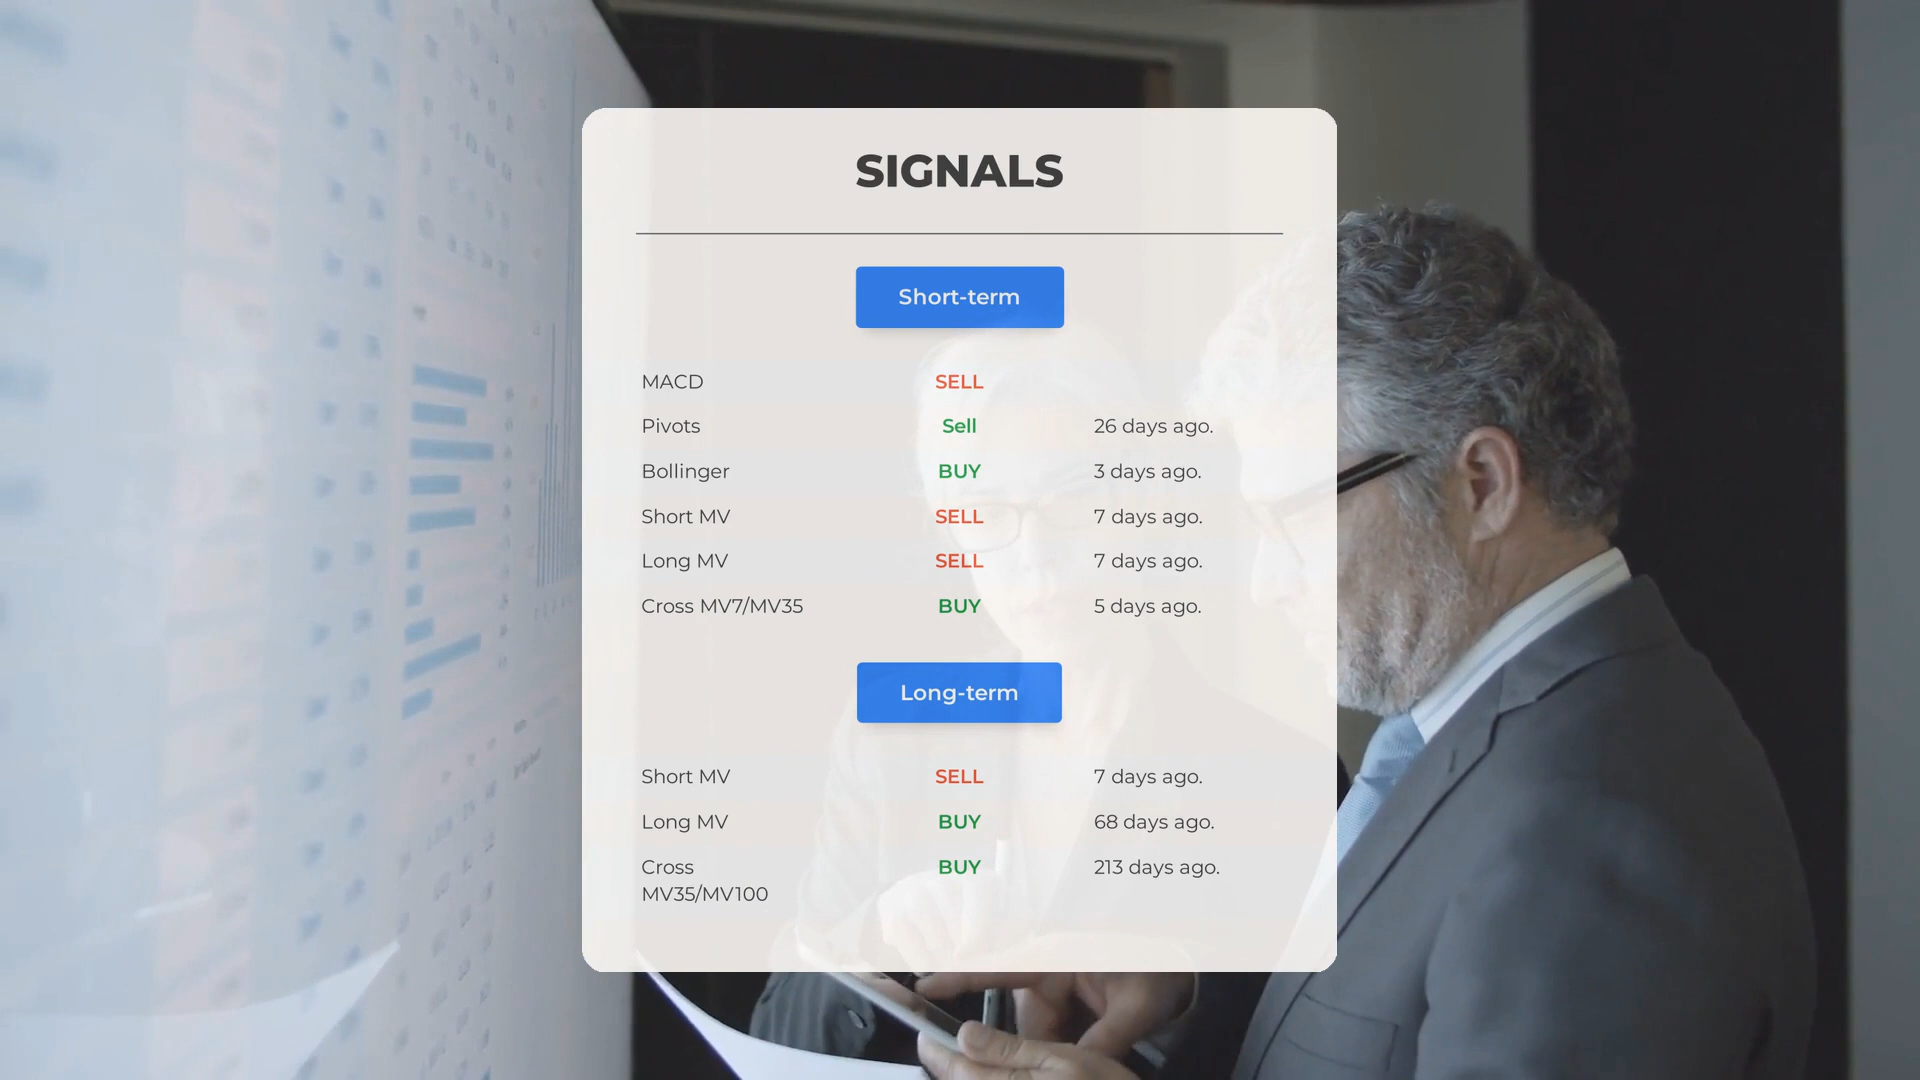 SIGNALS
Short-term
MACD SELL
Pivots Sell 26 days ago.
Bollinger BUY 3 days ago.
Short MV SELL 7 days ago.
Long MV SELL 7 days ago.
Cross MV7/MV35 BUY 5 days ago.
Long-term
Short MV SELL 7 days ago.
Long MV BUY 68 days ago.
Cross BUY 213 days ago.
MV35/MV100